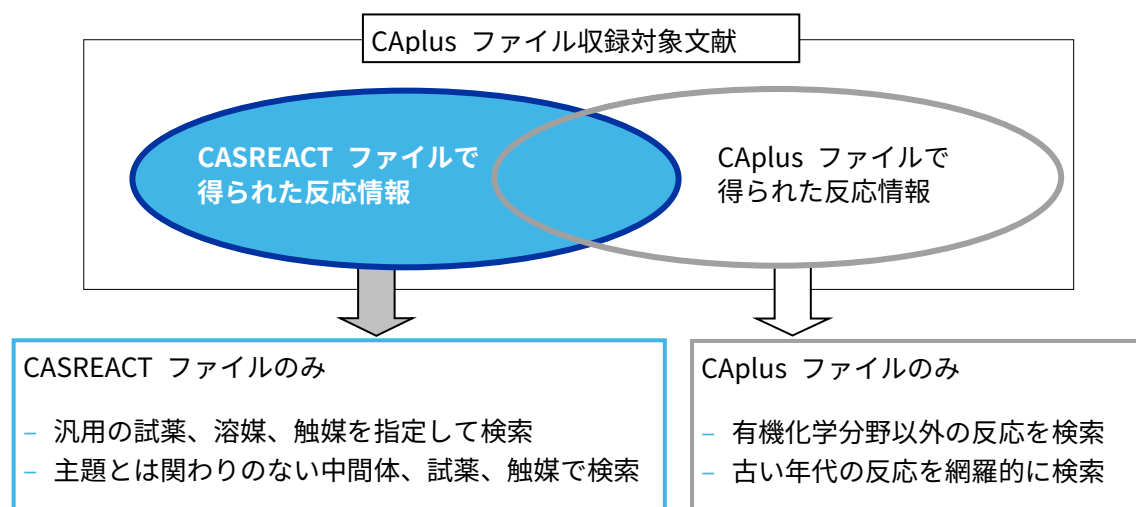 CAplus ファイル収録対象文献
CASREACT ファイルで
得られた反応情報
CAplus ファイルで
得られた反応情報
CASREACT ファイルのみ
– 汎用の試薬、溶媒、触媒を指定して検索
– 主題とは関わりのない中間体、試薬、触媒で検索
CAplus ファイルのみ
– 有機化学分野以外の反応を検索
– 古い年代の反応を網羅的に検索